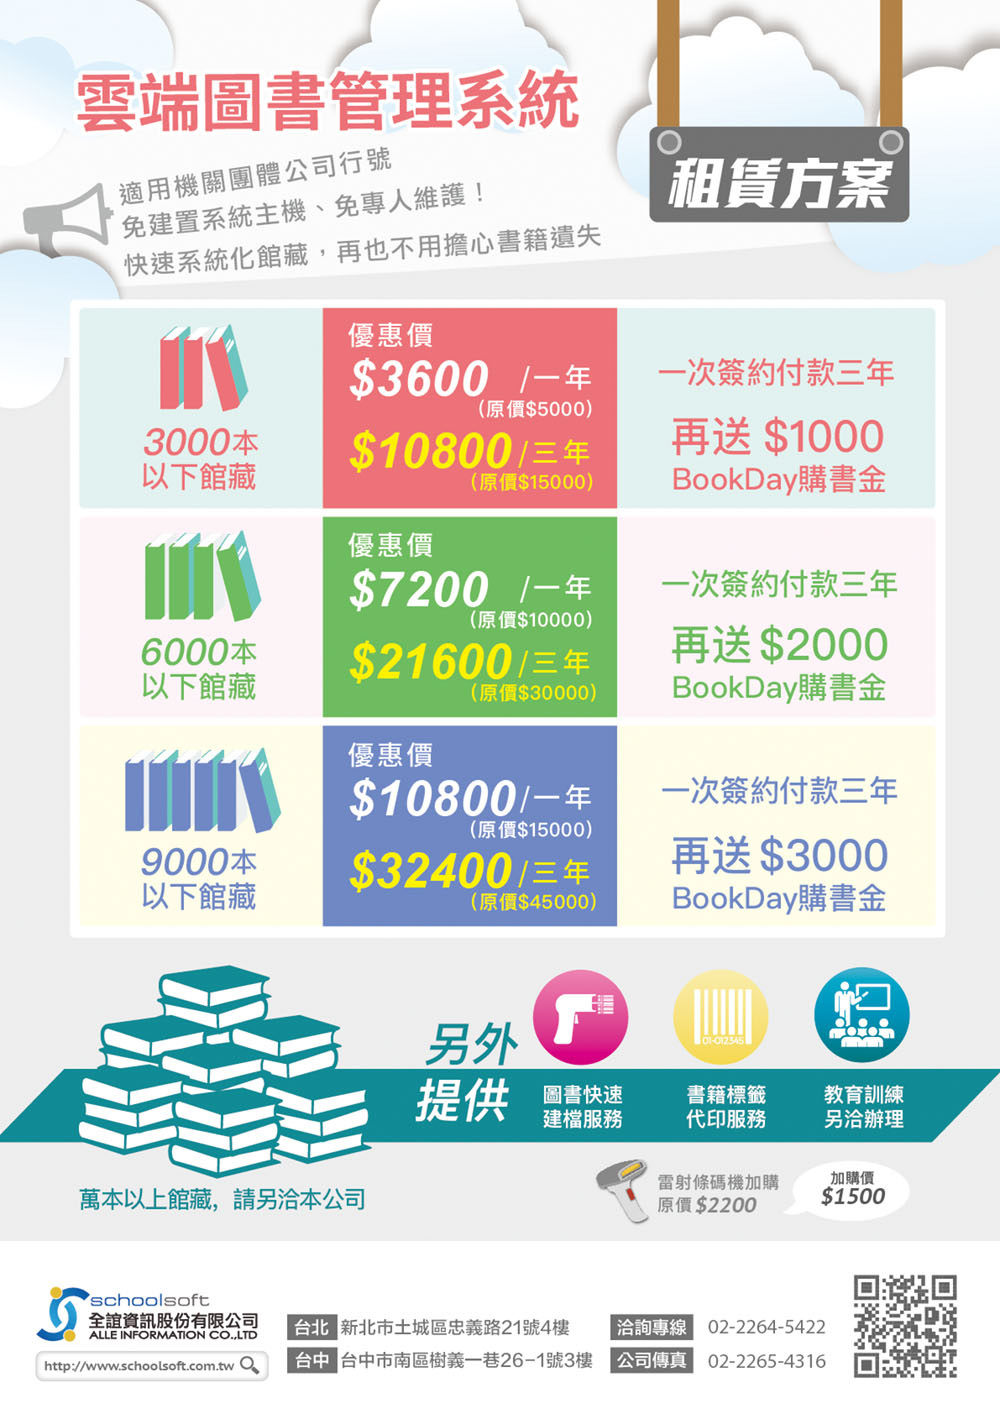 雲端圖書管理系統
租賃方案
適用機關團體公司行號
免建置系統主機、免專人維護！
快速系統化館藏，再也不用擔心書籍遺失
3000本
以下館藏
優惠價
$3600 /一年
(原價$5000)
$10800/三年
(原價$15000)
一次簽約付款三年
再送 $1000
BookDay購書金
6000本
以下館藏
優惠價
$7200 /一年
(原價$10000)
$21600/三年
(原價$30000)
一次簽約付款三年
再送 $2000
BookDay購書金
9000本
以下館藏
優惠價
$10800/一年
(原價$15000)
$32400/三年
(原價$45000)
一次簽約付款三年
再送 $3000
BookDay購書金
萬本以上館藏，請另洽本公司
另外
提供
圖書快速
建檔服務
01-012345
書籍標籤
代印服務
教育訓練
另洽辦理
雷射條碼機加購
原價 $2200
加購價
$1500
schoolsoft
全誼資訊股份有限公司
ALLE INFORMATION CO.,LTD
http://www.schoolsoft.com.tw
台北 新北市土城區忠義路21號4樓
台中 台中市南區樹義一巷26-1號3樓
洽詢專線 02-2264-5422
公司傳真 02-2265-4316